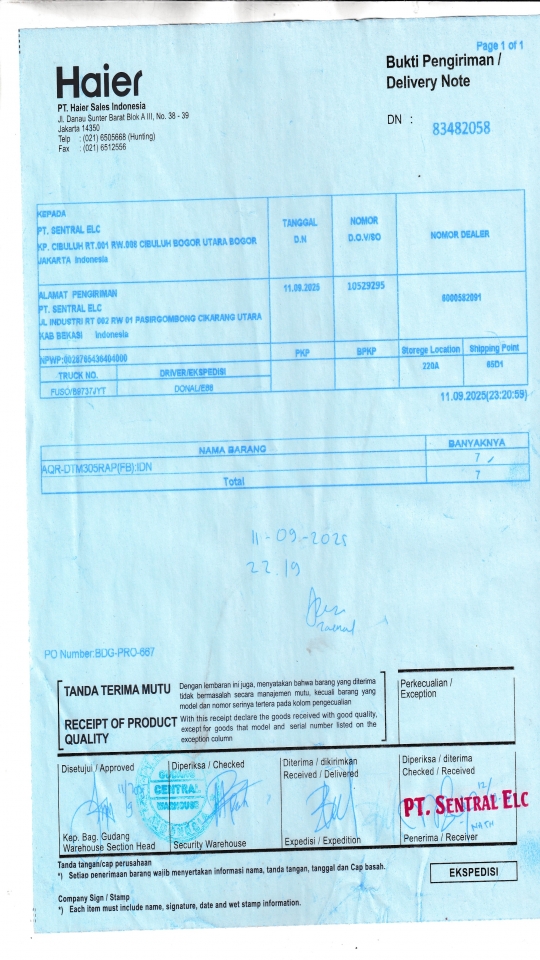 Page 1 of 1
Haier
Bukti Pengiriman /
Delivery Note
PT. Haier Sales Indonesia
Jl. Danau Sunter Barat Blok A III, No. 38 - 39
Jakarta 14350
Telp : (021) 6505668 (Hunting)
Fax : (021) 6512556
DN : 83482058
KEPADA
PT. SENTRAL ELC
KP. CIBULUH RT.001 RW.086 CIBULUH BOGOR UTARA BOGOR
JAKARTA Indonesia
TANGGAL
D.N
NOMOR
D.O.V/SO
NOMOR DEALER
ALAMAT PENGIRIMAN
PT. SENTRAL ELC
JL INDUSTRI RT 002 RW 01 PASIRGOMBONG CIKARANG UTARA
KAB BEKASI Indonesia
11.09.2025
10529295
6000582091
NPWP:0028765436404000
PKP
BPKP
Storege Location
Shipping Point
TRUCK NO.
DRIVER/EKSPEDISI
220A
65D1
FUSO/B9737JYT
DONAL/E86
11.09.2025(23:20:59)
NAMA BARANG
BANYAKNYA
AQR-DTM305RAP(FB):IDN
7
Total
7
11-09-2025
22.19
PO Number:BDG-PRO-667
TANDA TERIMA MUTU
Dengan lembaran ini juga, menyatakan bahwa barang yang diterima
tidak bermasalah secara manajemen mutu, kecuali barang yang
model dan nomor serinya tertera pada kolom pengecualian
RECEIPT OF PRODUCT
QUALITY
With this receipt declare the goods received with good quality,
except for goods that model and serial number listed on the
exception column
Perkecualian /
Exception
Disetujui / Approved
Diperiksa / Checked
Diterima / dikirimkan
Received / Delivered
Diperiksa / diterima
Checked / Received
GUDANG
CENTRAL
WAREHOUSE
PT. SENTRAL ELC
Kep. Bag. Gudang
Warehouse Section Head
Security Warehouse
Expedisi / Expedition
Penerima / Receiver
Tanda tangan/cap perusahaan
*) Setiap penerimaan barang wajib menyertakan informasi nama, tanda tangan, tanggal dan Cap basah.
EKSPEDISI
Company Sign / Stamp
*) Each item must include name, signature, date and wet stamp information.